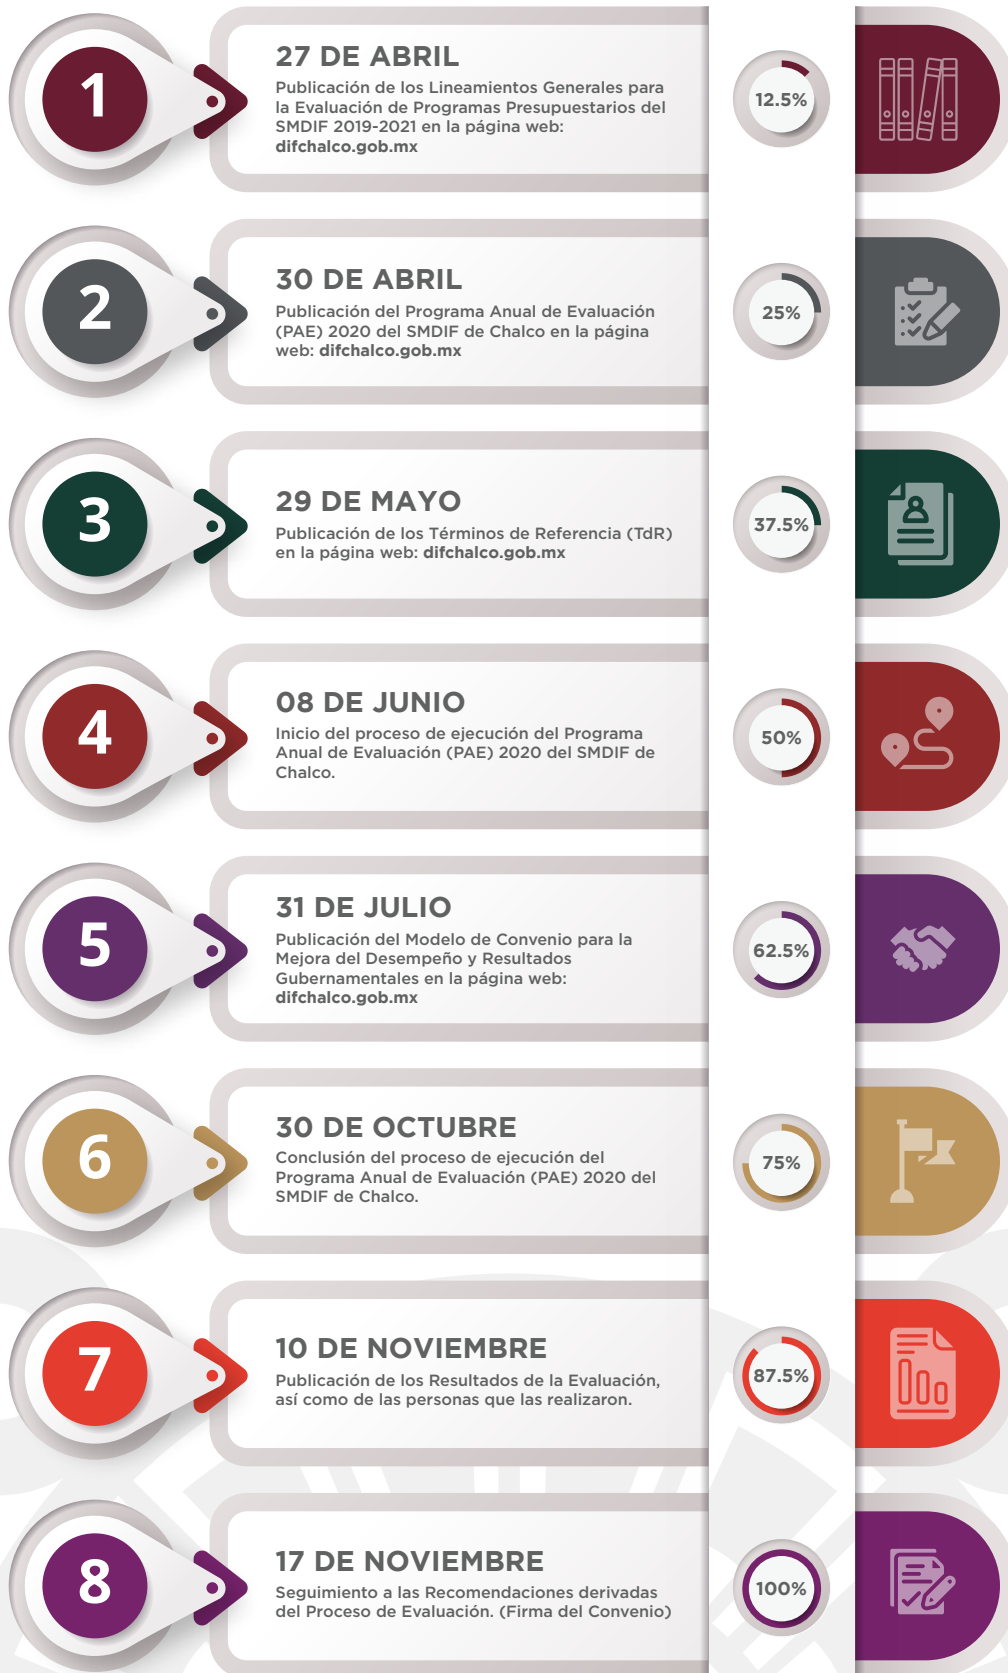 1
27 DE ABRIL
Publicación de los Lineamientos Generales para
la Evaluación de Programas Presupuestarios del
SMDIF 2019-2021 en la página web:
difchalco.gob.mx
12.5%
2
30 DE ABRIL
Publicación del Programa Anual de Evaluación
(PAE) 2020 del SMDIF de Chalco en la página
web: difchalco.gob.mx
25%
3
29 DE MAYO
Publicación de los Términos de Referencia (TdR)
en la página web: difchalco.gob.mx
37.5%
4
08 DE JUNIO
Inicio del proceso de ejecución del Programa
Anual de Evaluación (PAE) 2020 del SMDIF de
Chalco.
50%
5
31 DE JULIO
Publicación del Modelo de Convenio para la
Mejora del Desempeño y Resultados
Gubernamentales en la página web:
difchalco.gob.mx
62.5%
6
30 DE OCTUBRE
Conclusión del proceso de ejecución del
Programa Anual de Evaluación (PAE) 2020 del
SMDIF de Chalco.
75%
7
10 DE NOVIEMBRE
Publicación de los Resultados de la Evaluación,
así como de las personas que las realizaron.
87.5%
8
17 DE NOVIEMBRE
Seguimiento a las Recomendaciones derivadas
del Proceso de Evaluación. (Firma del Convenio)
100%